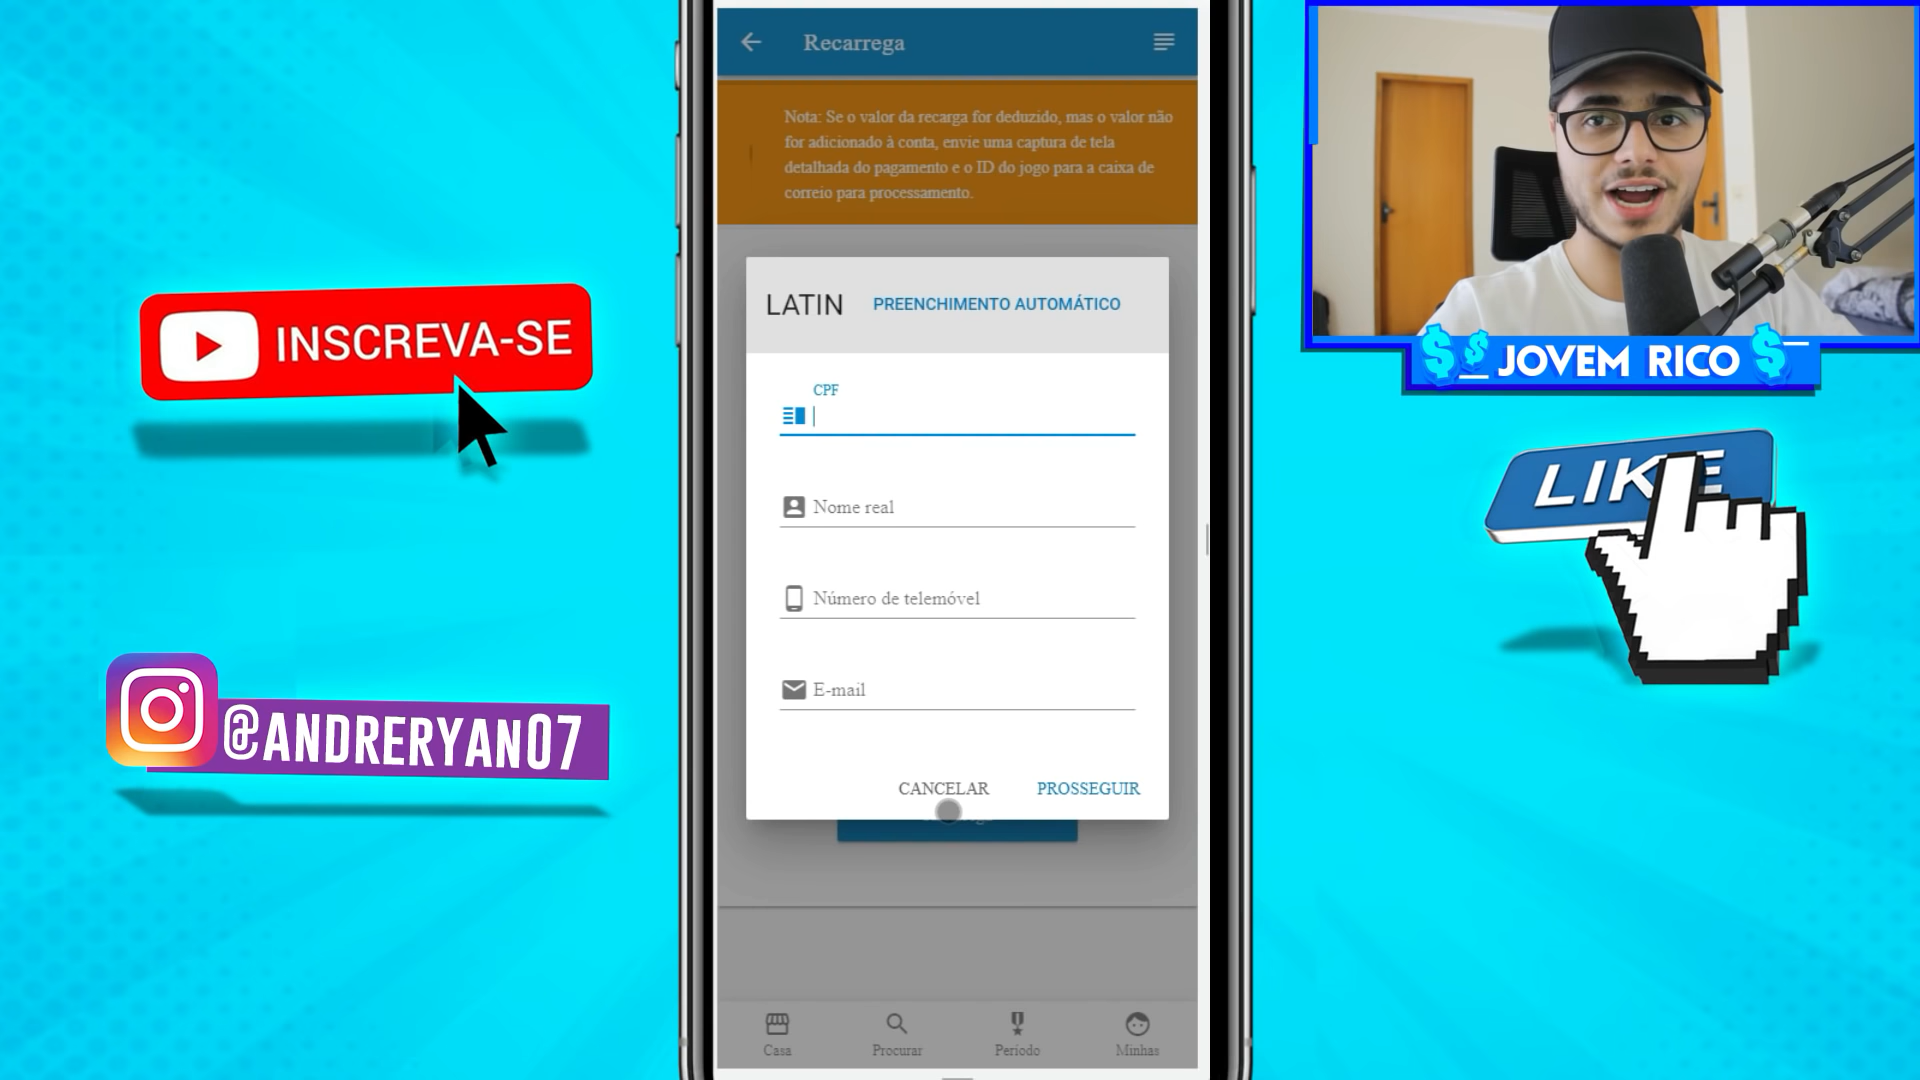 Recarrega
Nota: Se o valor da recarga for deduzido, mas o valor não
for adicionado à conta, envie uma captura de tela
detalhada do pagamento e o ID do jogo para a caixa de
correio para processamento.
LATIN PREENCHIMENTO AUTOMÁTICO
CPF
Nome real
Número de telemóvel
E-mail
CANCELAR PROSSEGUIR
Casa Procurar Periodo Minhas
INSCREVA-SE
@ANDRERYAN07
$ $ JOVEM RICO $
LIKE